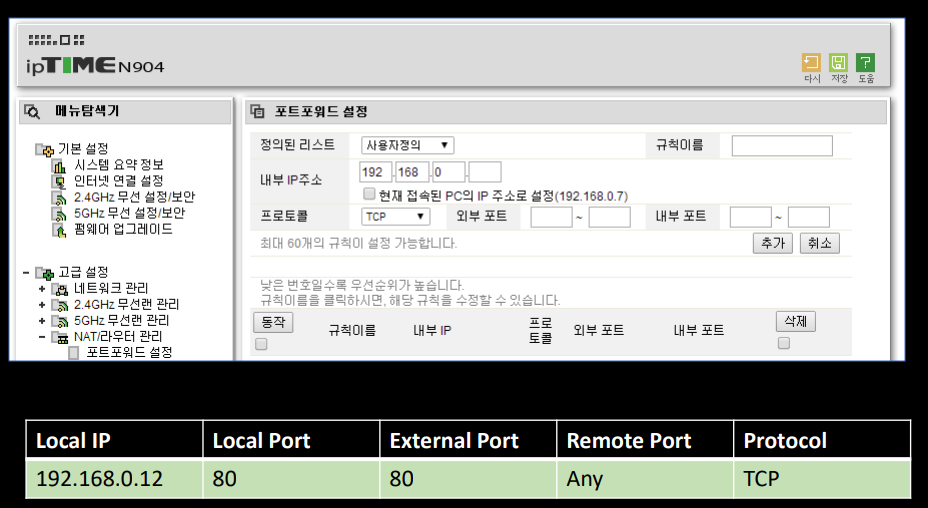 ipTIME N904
다시 저장 도움
메뉴탐색기
기본 설정
시스템 요약 정보
인터넷 연결 설정
2.4GHz 무선 설정/보안
5GHz 무선 설정/보안
펌웨어 업그레이드
고급 설정
네트워크 관리
2.4GHz 무선랜 관리
5GHz 무선랜 관리
NAT/라우터 관리
포트포워드 설정
포트포워드 설정
정의된 리스트 사용자정의 규칙이름
내부 IP주소 192 . 168 . 0 .
현재 접속된 PC의 IP 주소로 설정(192.168.0.7)
프로토콜 TCP 외부 포트 ~ 내부 포트 ~
최대 60개의 규칙이 설정 가능합니다. 추가 취소
낮은 번호일수록 우선순위가 높습니다.
규칙이름을 클릭하시면, 해당 규칙을 수정할 수 있습니다.
동작 규칙이름 내부 IP 프로토콜 외부 포트 내부 포트 삭제
Local IP Local Port External Port Remote Port Protocol
192.168.0.12 80 80 Any TCP